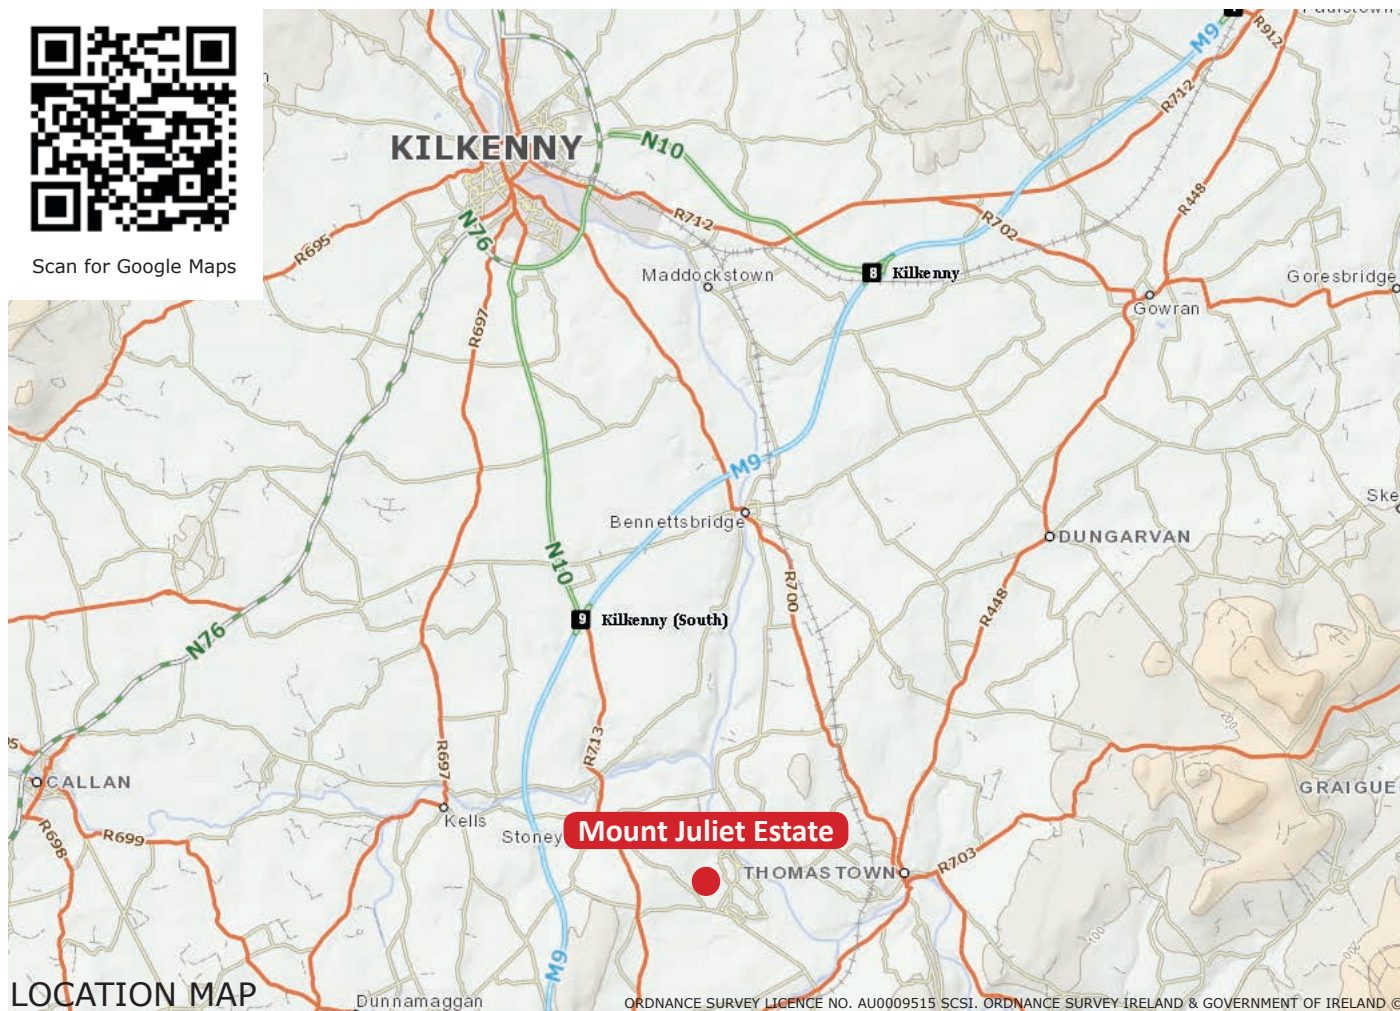 Scan for Google Maps
M9
R912
R712
KILKENNY
N10
R448
R712
R702
N76
R695
Maddockstown
8 Kilkenny
Goresbridge
Gowran
R697
M9
Bennettsbridge
DUNGARVAN
N10
R700
R448
9 Kilkenny (South)
N76
200
R713
R697
CALLAN
GRAIGUE
Kells
R699
R698
Stoney
Mount Juliet Estate
THOMASTOWN
R703
100
200
M9
LOCATION MAP
Dunnamaggan
ORDNANCE SURVEY LICENCE NO. AU0009515 SCSI. ORDNANCE SURVEY IRELAND & GOVERNMENT OF IRELAND ©